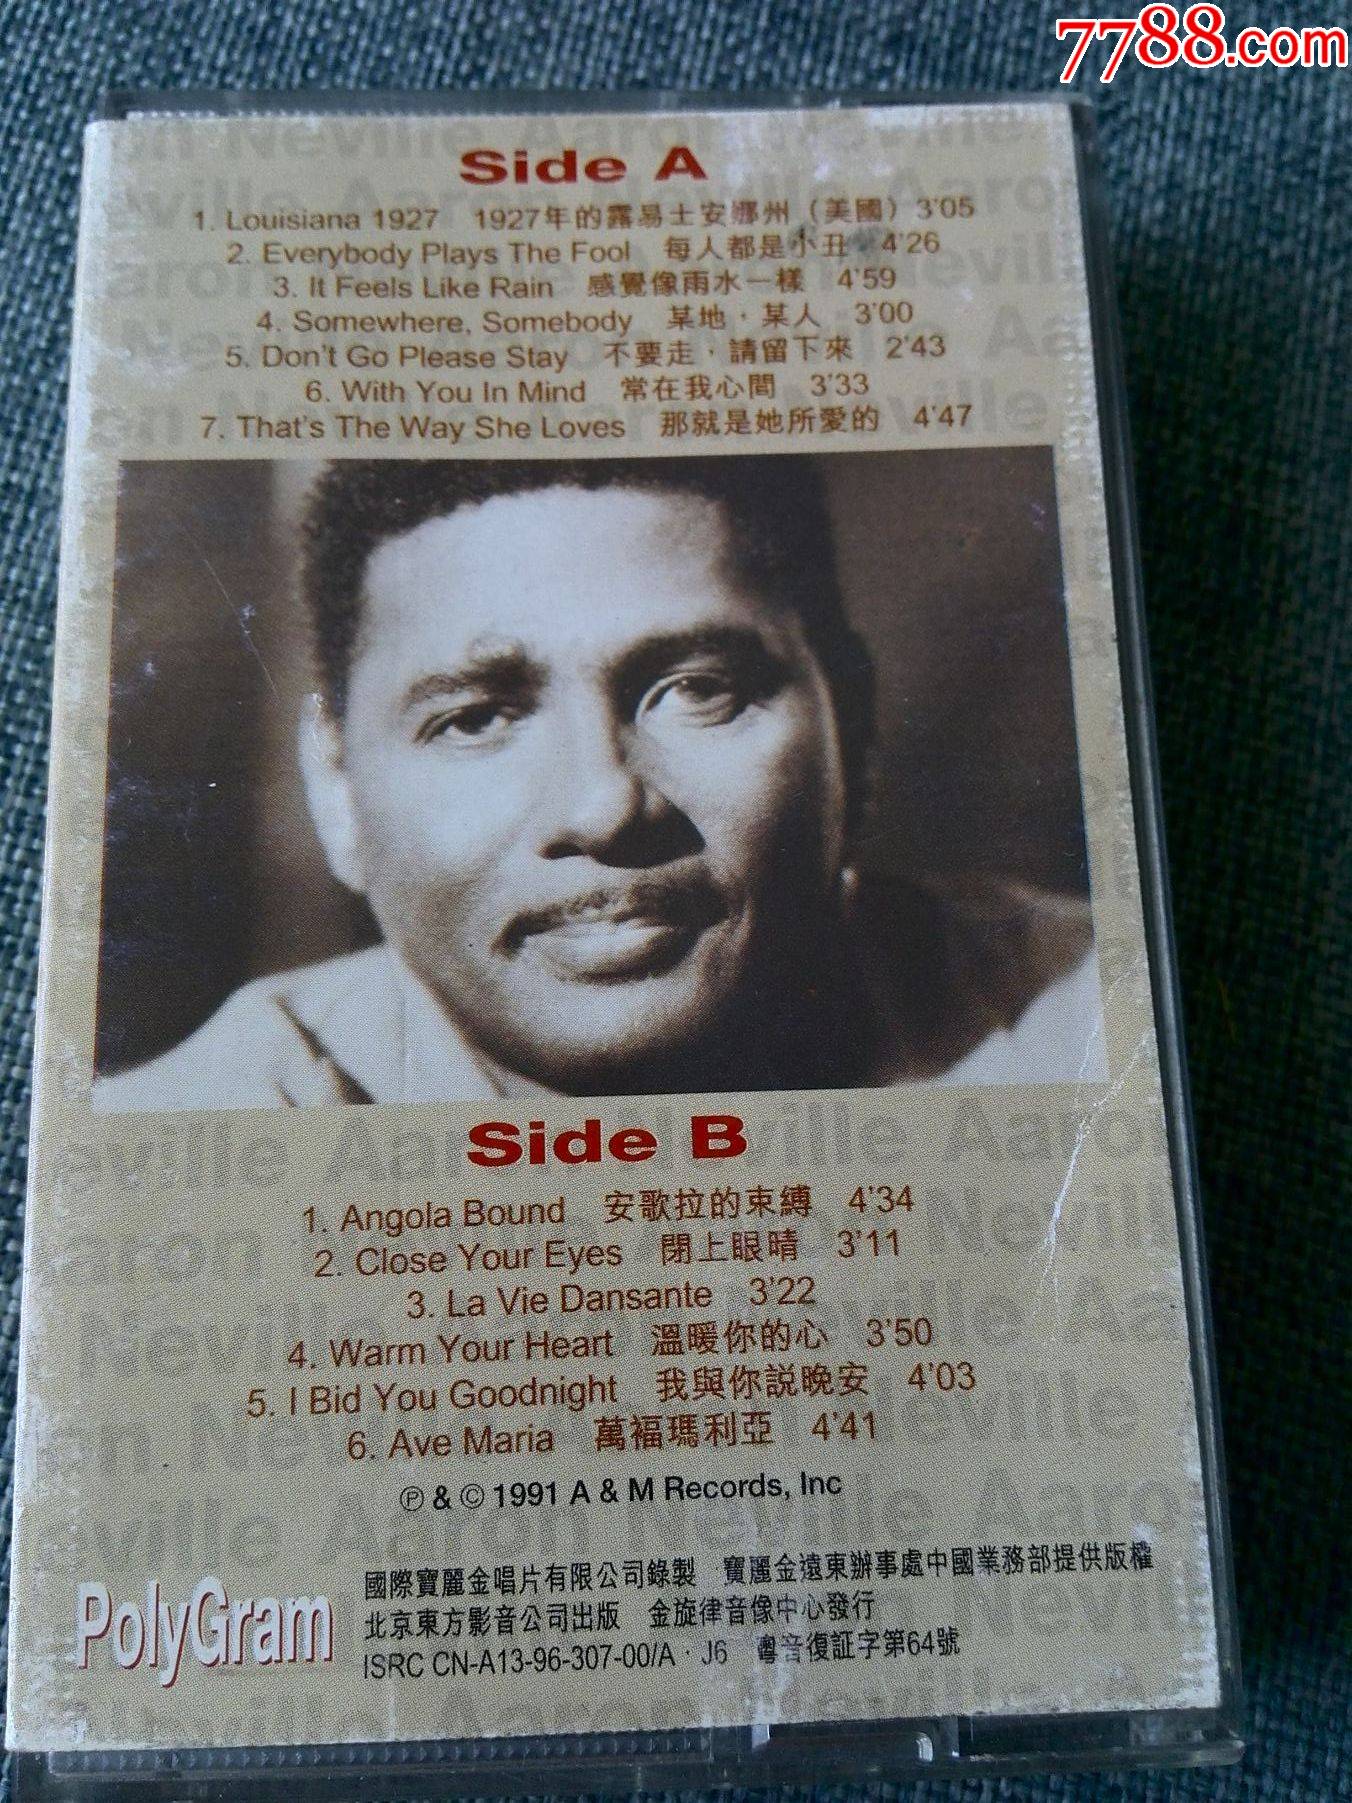 7788.com
Side A
1. Louisiana 1927 1927年的露易士安娜州（美國）3'05
2. Everybody Plays The Fool 每人都是小丑 4'26
3. It Feels Like Rain 感覺像雨水一樣 4'59
4. Somewhere, Somebody 某地，某人 3'00
5. Don't Go Please Stay 不要走，請留下來 2'43
6. With You In Mind 常在我心間 3'33
7. That's The Way She Loves 那就是她所愛的 4'47
Side B
1. Angola Bound 安歌拉的束縛 4'34
2. Close Your Eyes 閉上眼睛 3'11
3. La Vie Dansante 3'22
4. Warm Your Heart 溫暖你的心 3'50
5. I Bid You Goodnight 我與你説晚安 4'03
6. Ave Maria 萬福瑪利亞 4'41
℗ & © 1991 A & M Records, Inc
PolyGram
國際寶麗金唱片有限公司錄製 寶麗金遠東辦事處中國業務部提供版權
北京東方影音公司出版 金旋律音像中心發行
ISRC CN-A13-96-307-00/A · J6 粵音復証字第64號